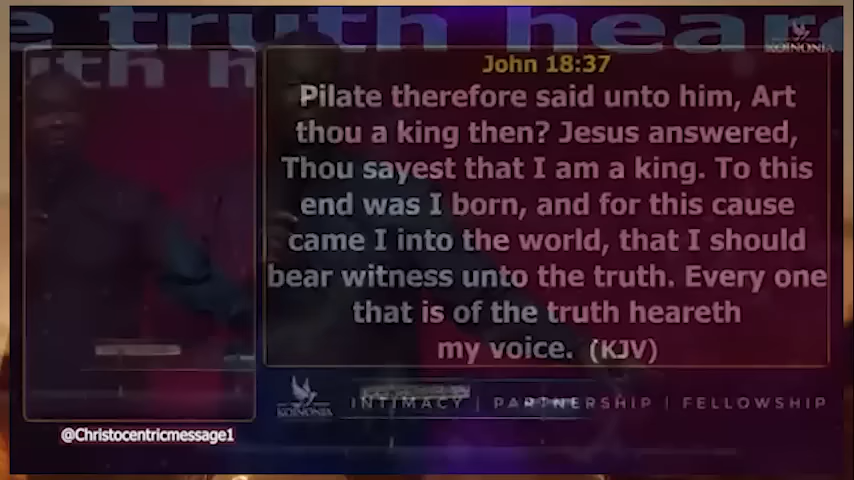 e truth heare
uth h
KOINONIA
John 18:37
Pilate therefore said unto him, Art
thou a king then? Jesus answered,
Thou sayest that I am a king. To this
end was I born, and for this cause
came I into the world, that I should
bear witness unto the truth. Every one
that is of the truth heareth
my voice. (KJV)
KOINONIA
INTIMACY | PARTNERSHIP | FELLOWSHIP
@Christocentricmessage1